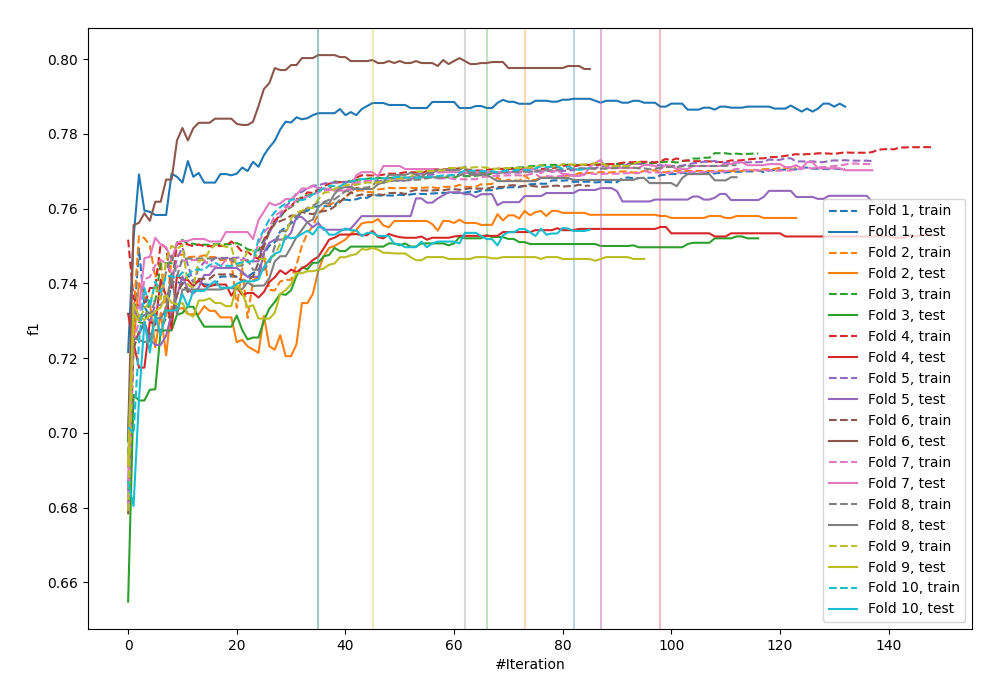 0.80
0.78
0.76
0.74
0.72
0.70
0.68
0.66
f1
0 20 40 60 80 100 120 140
#Iteration
Fold 1, train
Fold 1, test
Fold 2, train
Fold 2, test
Fold 3, train
Fold 3, test
Fold 4, train
Fold 4, test
Fold 5, train
Fold 5, test
Fold 6, train
Fold 6, test
Fold 7, train
Fold 7, test
Fold 8, train
Fold 8, test
Fold 9, train
Fold 9, test
Fold 10, train
Fold 10, test